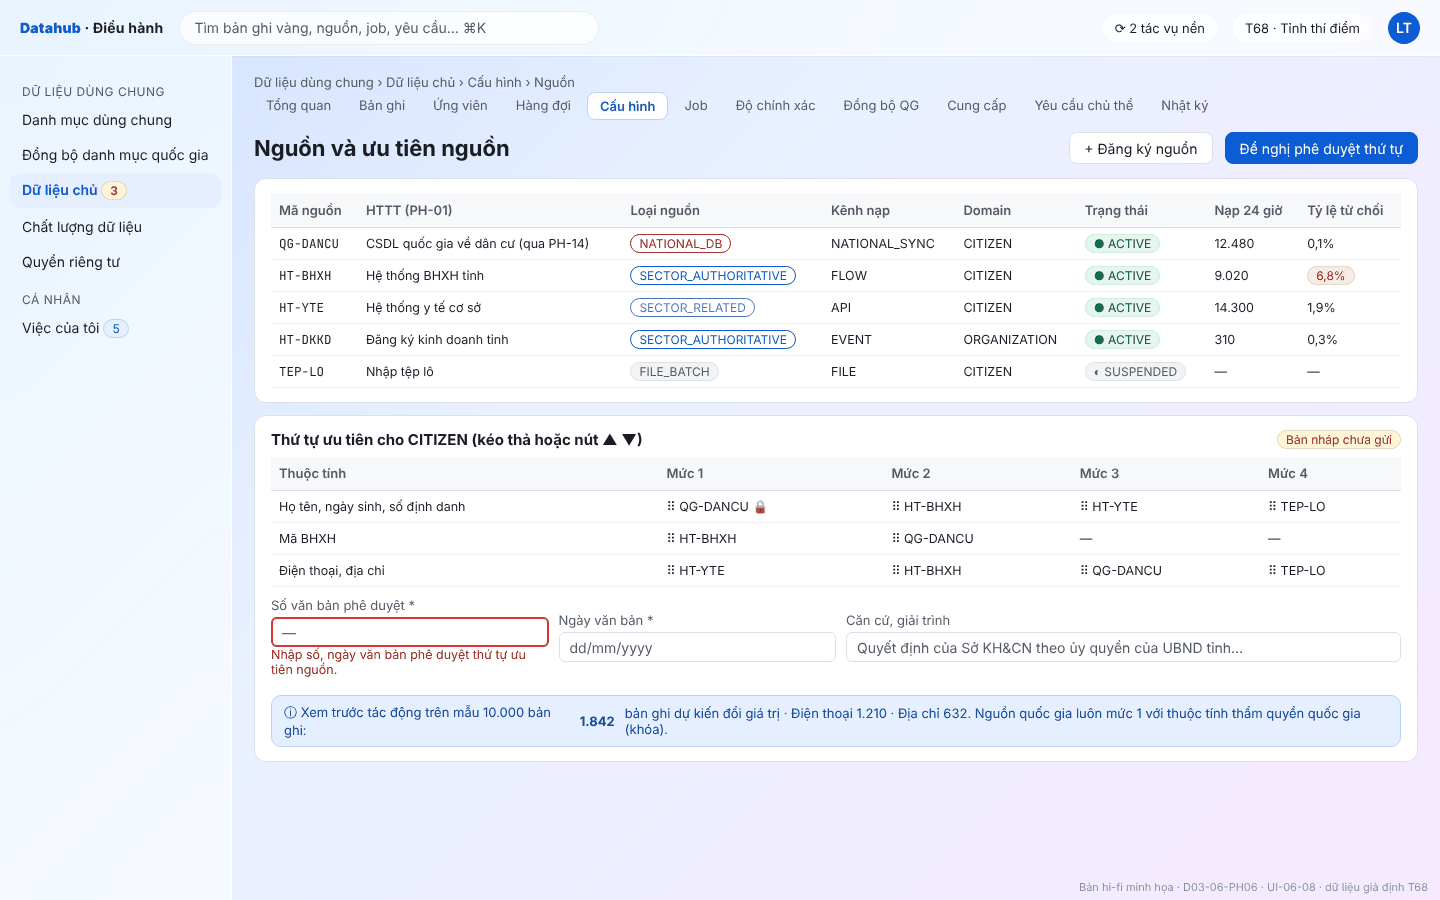 Datahub · Điều hành
Tìm bản ghi vàng, nguồn, job, yêu cầu... ⌘K
⟳ 2 tác vụ nền
T68 · Tỉnh thí điểm
LT
DỮ LIỆU DÙNG CHUNG
Danh mục dùng chung
Đồng bộ danh mục quốc gia
Dữ liệu chủ 3
Chất lượng dữ liệu
Quyền riêng tư
CÁ NHÂN
Việc của tôi 5
Dữ liệu dùng chung › Dữ liệu chủ › Cấu hình › Nguồn
Tổng quan Bản ghi Ứng viên Hàng đợi Cấu hình Job Độ chính xác Đồng bộ QG Cung cấp Yêu cầu chủ thể Nhật ký
Nguồn và ưu tiên nguồn
+ Đăng ký nguồn
Đề nghị phê duyệt thứ tự
Mã nguồn HTTT (PH-01) Loại nguồn Kênh nạp Domain Trạng thái Nạp 24 giờ Tỷ lệ từ chối
QG-DANCU CSDL quốc gia về dân cư (qua PH-14) NATIONAL_DB NATIONAL_SYNC CITIZEN ● ACTIVE 12.480 0,1%
HT-BHXH Hệ thống BHXH tỉnh SECTOR_AUTHORITATIVE FLOW CITIZEN ● ACTIVE 9.020 6,8%
HT-YTE Hệ thống y tế cơ sở SECTOR_RELATED API CITIZEN ● ACTIVE 14.300 1,9%
HT-DKKD Đăng ký kinh doanh tỉnh SECTOR_AUTHORITATIVE EVENT ORGANIZATION ● ACTIVE 310 0,3%
TEP-LO Nhập tệp lô FILE_BATCH FILE CITIZEN ◐ SUSPENDED — —
Thứ tự ưu tiên cho CITIZEN (kéo thả hoặc nút ▲ ▼)
Bản nháp chưa gửi
Thuộc tính Mức 1 Mức 2 Mức 3 Mức 4
Họ tên, ngày sinh, số định danh ⠿ QG-DANCU 🔒 ⠿ HT-BHXH ⠿ HT-YTE ⠿ TEP-LO
Mã BHXH ⠿ HT-BHXH ⠿ QG-DANCU — —
Điện thoại, địa chỉ ⠿ HT-YTE ⠿ HT-BHXH ⠿ QG-DANCU ⠿ TEP-LO
Số văn bản phê duyệt *
—
Nhập số, ngày văn bản phê duyệt thứ tự ưu
tiên nguồn.
Ngày văn bản *
dd/mm/yyyy
Căn cứ, giải trình
Quyết định của Sở KH&CN theo ủy quyền của UBND tỉnh...
ⓘ Xem trước tác động trên mẫu 10.000 bản
ghi:
1.842
bản ghi dự kiến đổi giá trị · Điện thoại 1.210 · Địa chỉ 632. Nguồn quốc gia luôn mức 1 với thuộc tính thẩm quyền quốc gia
(khóa).
Bản hi-fi minh họa · D03-06-PH06 · UI-06-08 · dữ liệu giả định T68